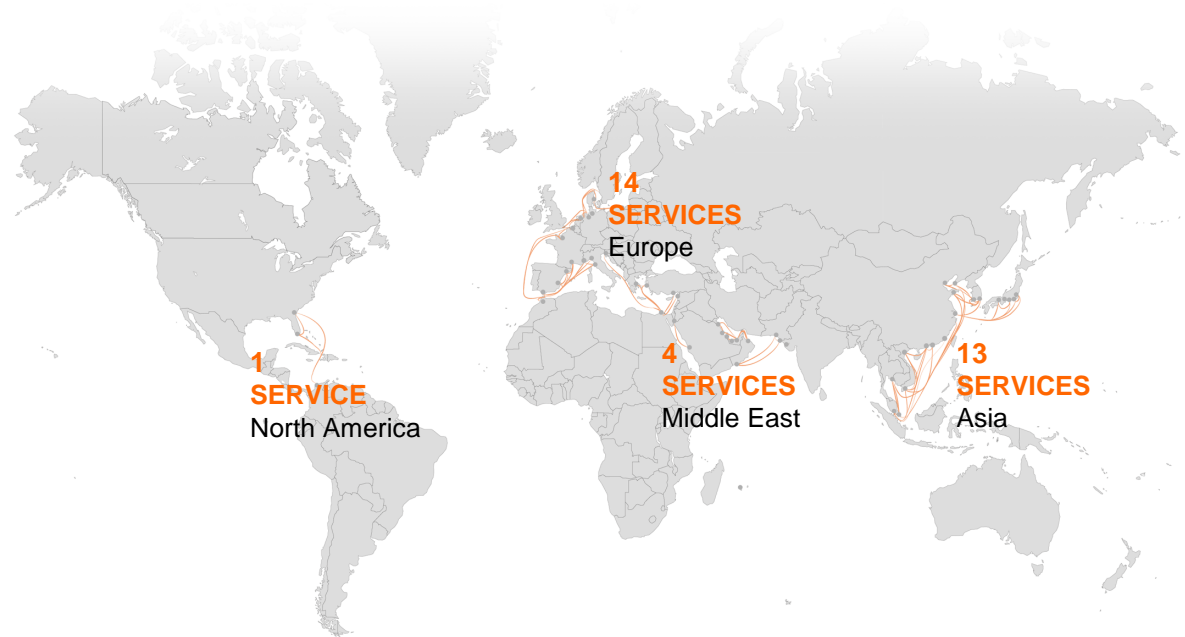 14
SERVICES
Europe
1
SERVICE
North America
4
SERVICES
Middle East
13
SERVICES
Asia